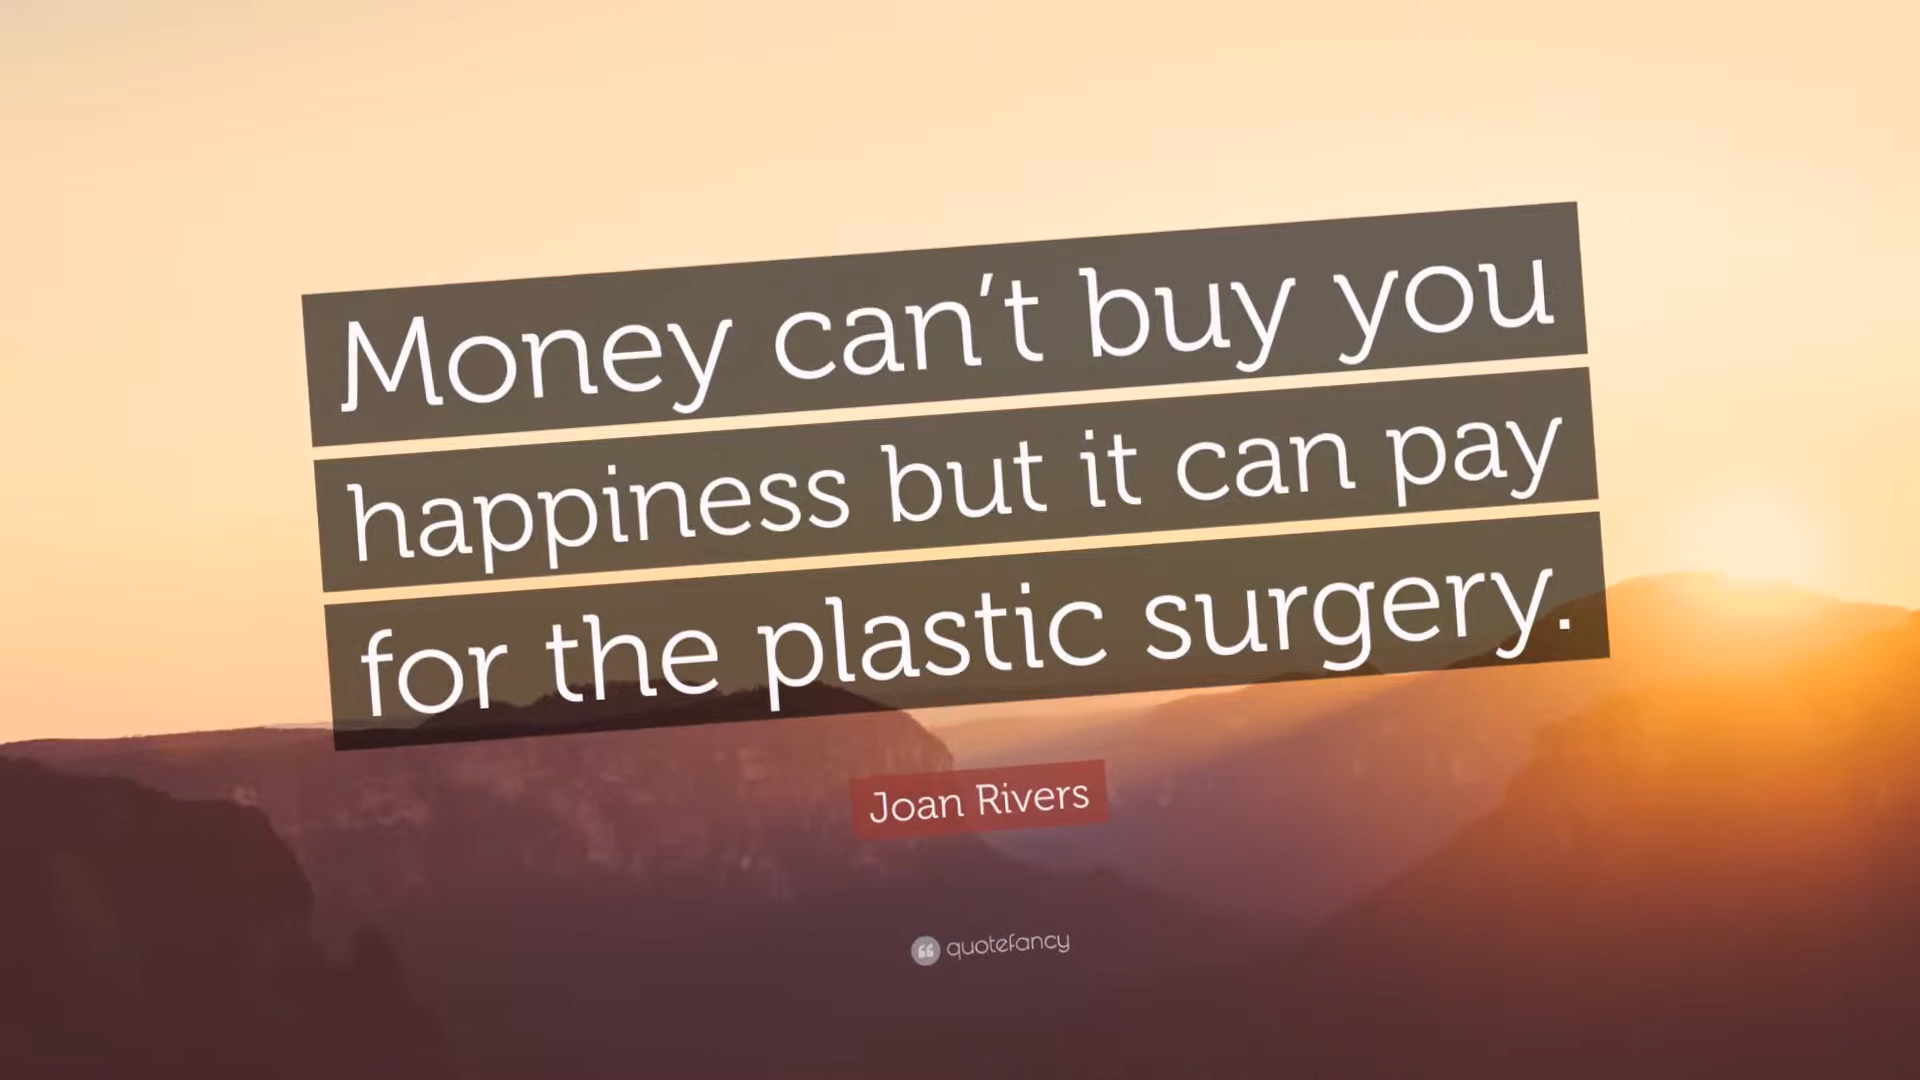 Money can’t buy you
happiness but it can pay
for the plastic surgery.
Joan Rivers
quotefancy